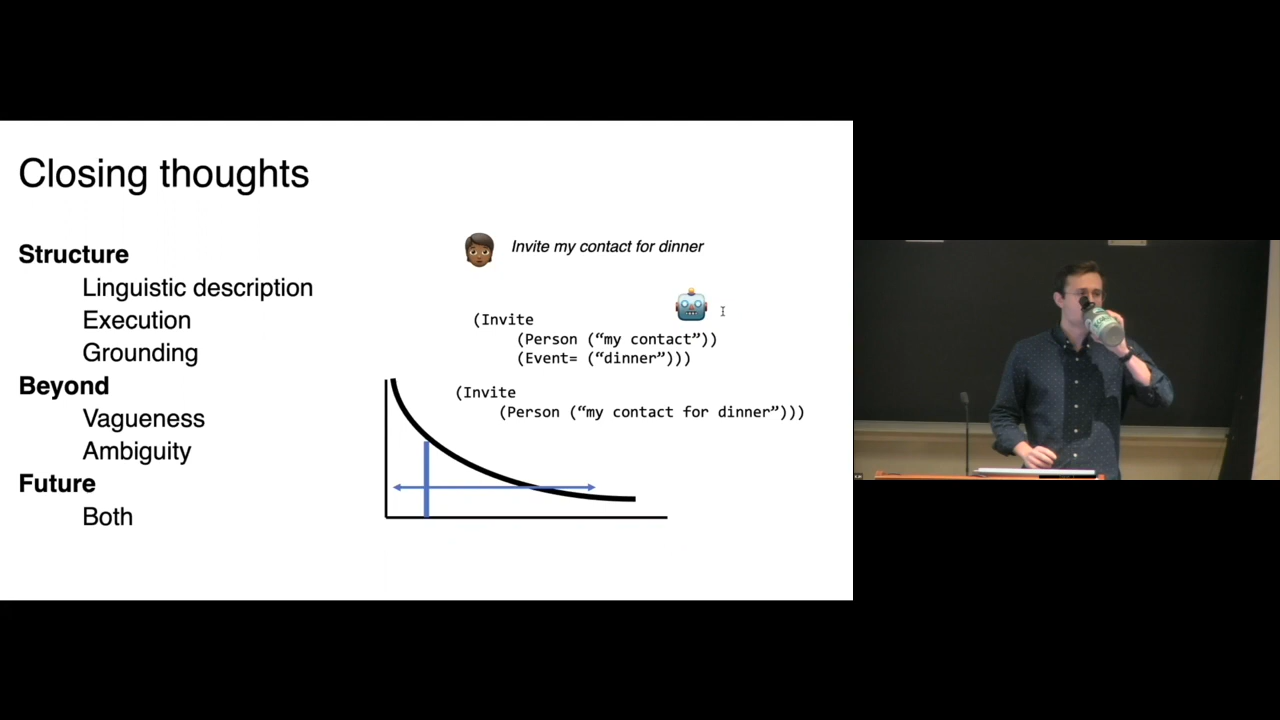 Closing thoughts
Structure
Linguistic description
Execution
Grounding
Beyond
Vagueness
Ambiguity
Future
Both
Invite my contact for dinner
(Invite
(Person (“my contact”))
(Event= (“dinner”)))
(Invite
(Person (“my contact for dinner”)))